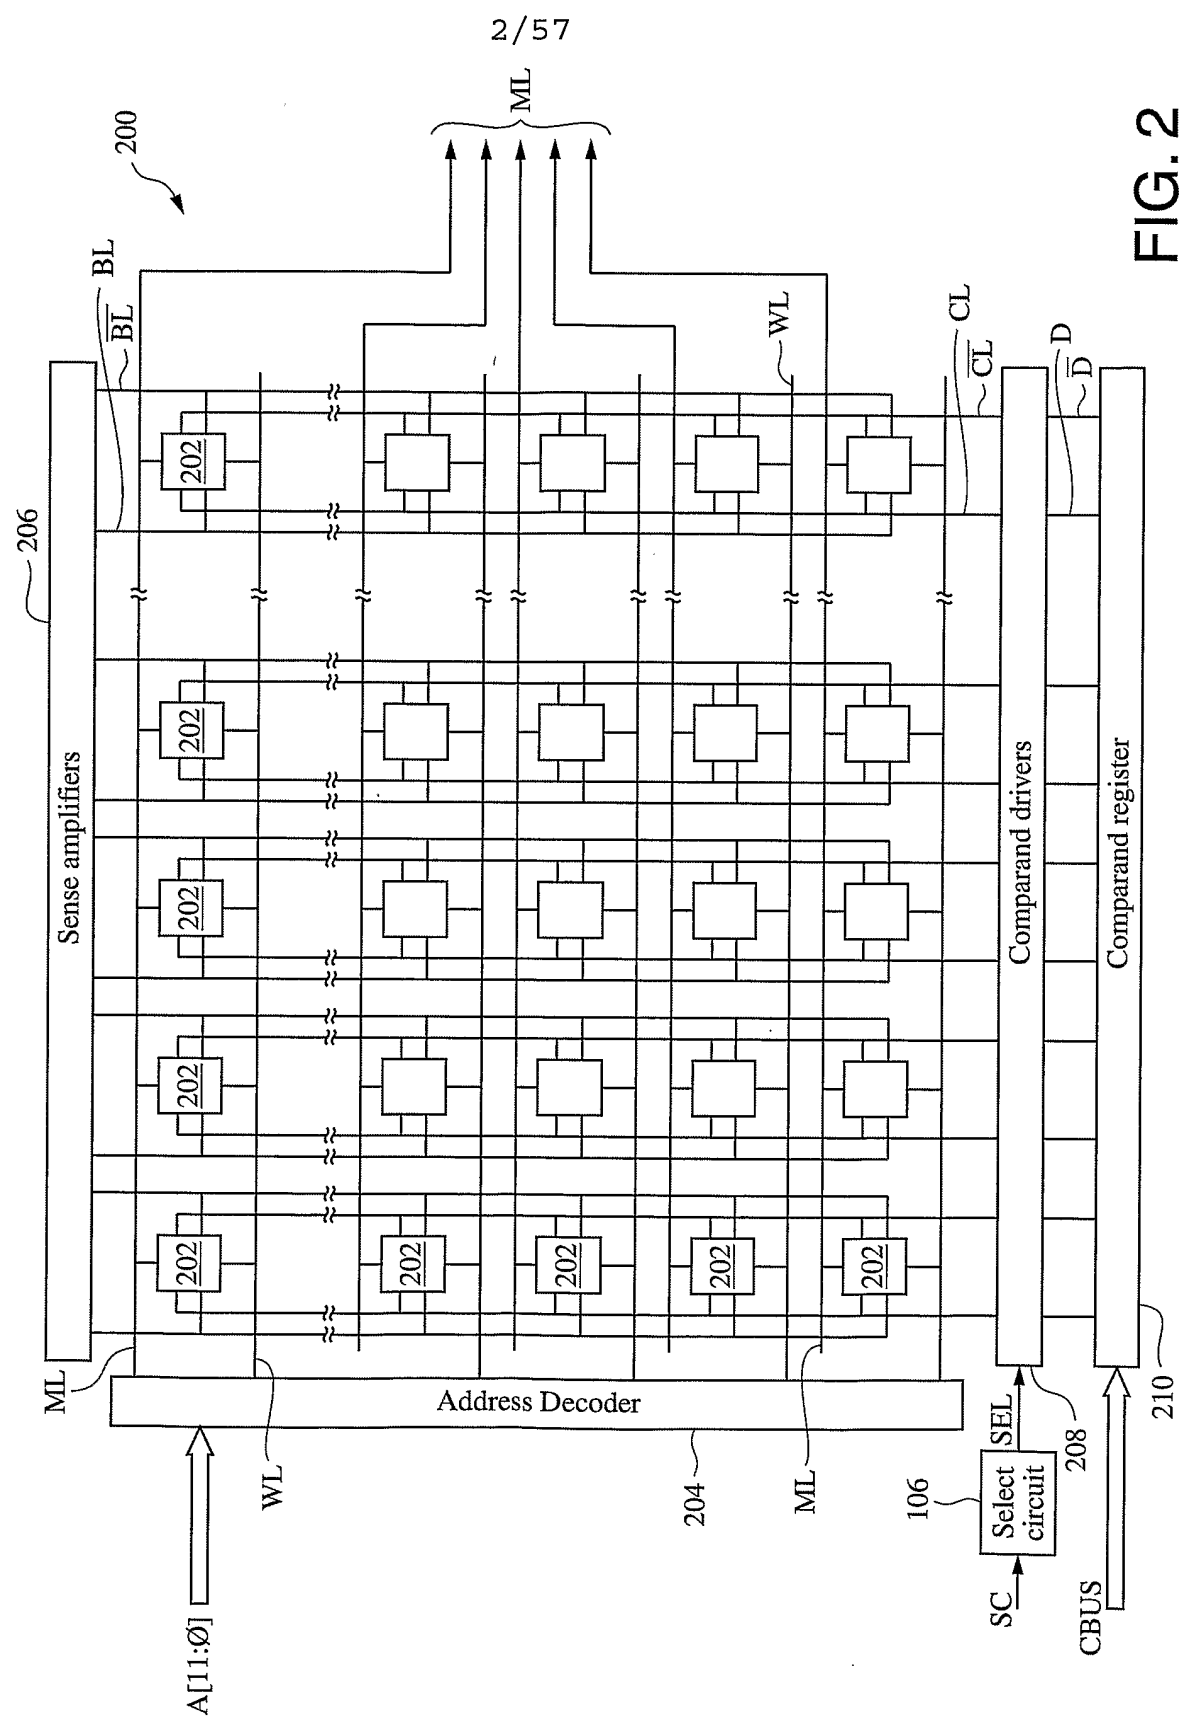 2/57
200
ML
206
Sense amplifiers
B̅L̅
BL
202
202
202
202
202
202
202
202
202
WL
CL
C̅L̅
D
D̅
ML
WL
Address Decoder
204
ML
A[11:Ø]
Comparand drivers
208
Comparand register
210
SEL
Select
circuit
106
SC
CBUS
FIG. 2